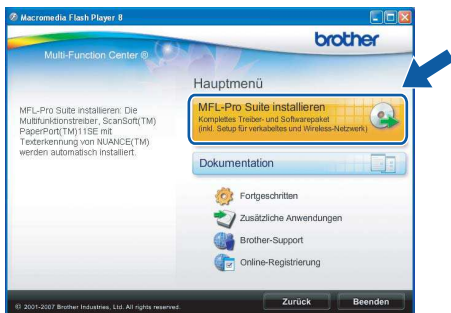 Macromedia Flash Player 8
Multi-Function Center ®
brother
Hauptmenü
MFL-Pro Suite installieren: Die
Multifunktionstreiber, ScanSoft(TM)
PaperPort(TM)11SE mit
Texterkennung von NUANCE(TM)
werden automatisch installiert.
MFL-Pro Suite installieren
Komplettes Treiber- und Softwarepaket
(inkl. Setup für verkabeltes und Wireless-Netzwerk)
Dokumentation
Fortgeschritten
Zusätzliche Anwendungen
Brother-Support
Online-Registrierung
© 2001-2007 Brother Industries, Ltd. All rights reserved.
Zurück
Beenden